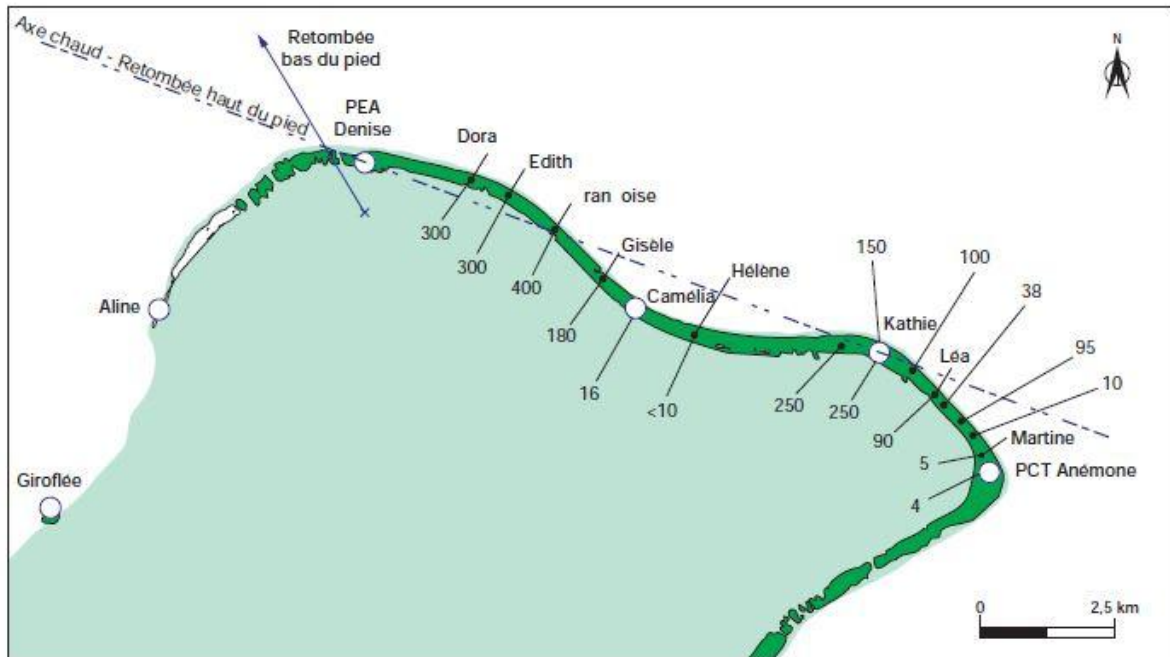 Axe chaud - Retombée haut du pied
Retombée
bas du pied
N
PEA
Denise
Dora
Edith
ran oise
300
300
400
Gisèle
180
Camélia
16
Hélène
<10
150
Kathie
250
250
100
38
Léa
90
95
10
Martine
5
PCT Anémone
4
Aline
Giroflée
0
2,5 km